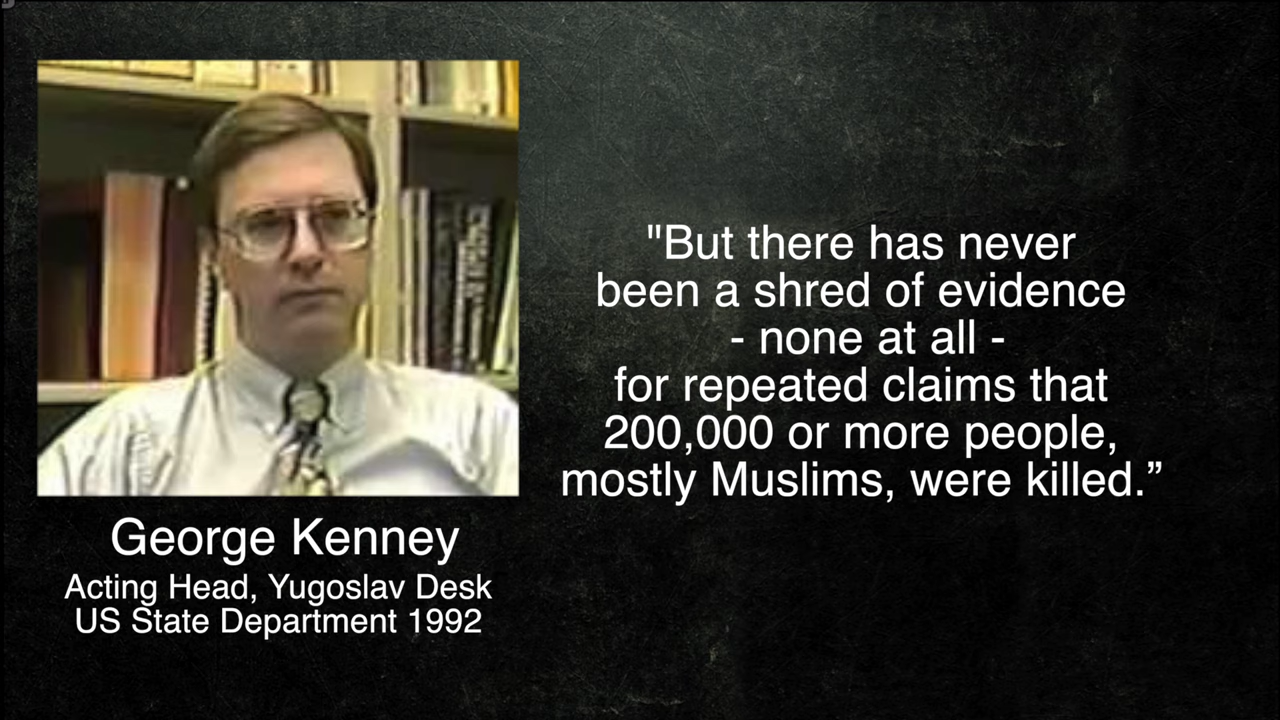 "But there has never
been a shred of evidence
- none at all -
for repeated claims that
200,000 or more people,
mostly Muslims, were killed.”
George Kenney
Acting Head, Yugoslav Desk
US State Department 1992